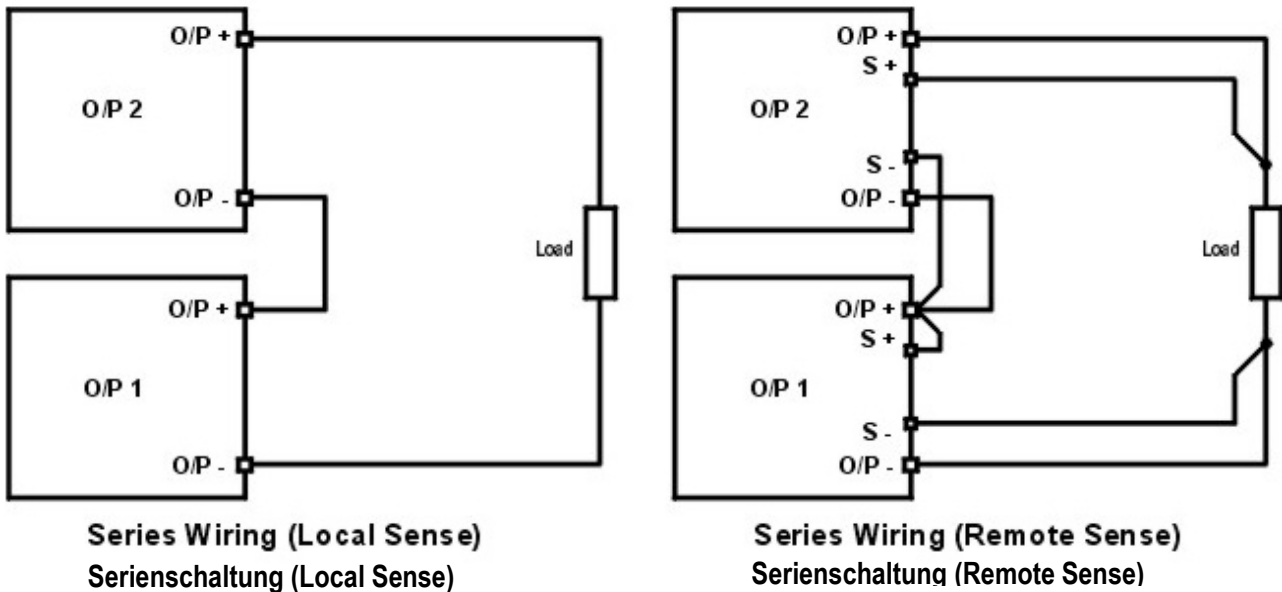 O/P +
O/P 2
O/P -
O/P +
O/P 1
O/P -
Load
Series Wiring (Local Sense)
Serienschaltung (Local Sense)
O/P +
S +
O/P 2
S -
O/P -
O/P +
S +
O/P 1
S -
O/P -
Load
Series Wiring (Remote Sense)
Serienschaltung (Remote Sense)